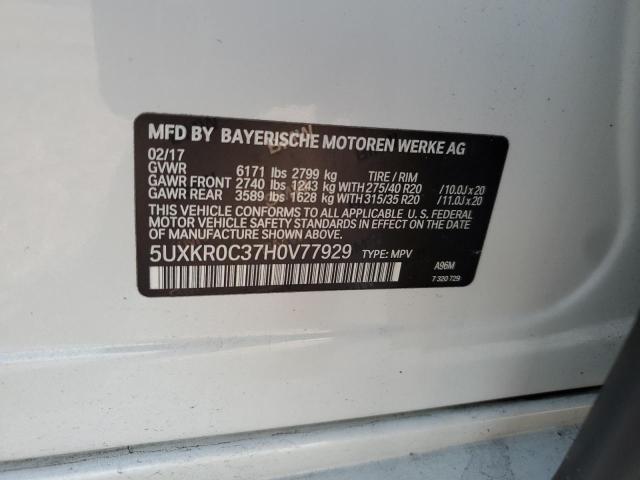 MFD BY BAYERISCHE MOTOREN WERKE AG
02/17
GVWR 6171 lbs 2799 kg TIRE / RIM
GAWR FRONT 2740 lbs 1243 kg WITH 275/40 R20 /10.0J x 20
GAWR REAR 3589 lbs 1628 kg WITH 315/35 R20 /11.0J x 20
THIS VEHICLE CONFORMS TO ALL APPLICABLE U. S. FEDERAL
MOTOR VEHICLE SAFETY STANDARDS IN EFFECT ON THE
DATE OF MANUFACTURE SHOWN ABOVE.
5UXKR0C37H0V77929 TYPE: MPV A96M
7 320 729